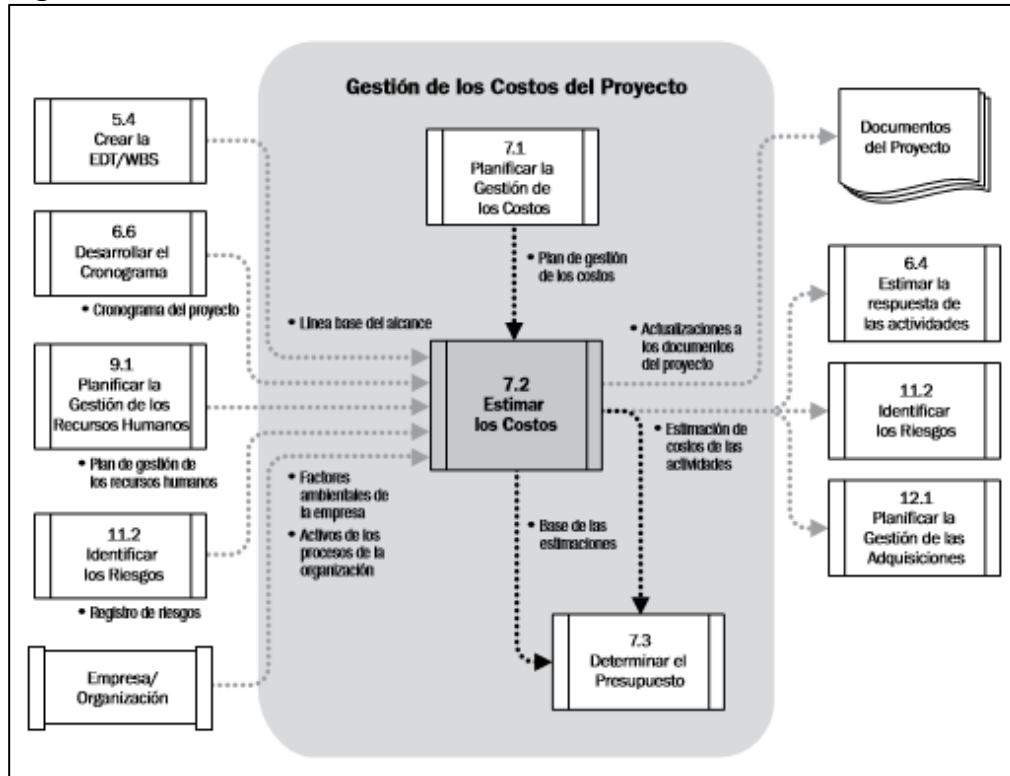 Gestión de los Costos del Proyecto
5.4
Crear la
EDT/WBS
6.6
Desarrollar el
Cronograma
• Cronograma del proyecto
9.1
Planificar la
Gestión de los
Recursos Humanos
• Plan de gestión de
los recursos humanos
11.2
Identificar
los Riesgos
• Registro de riesgos
Empresa/
Organización
7.1
Planificar la
Gestión de
los Costos
• Plan de gestión
de los costos
• Línea base del alcance
7.2
Estimar
los Costos
• Factores
ambientales de
la empresa
• Activos de los
procesos de la
organización
• Actualizaciones a
los documentos
del proyecto
• Estimación de
costos de las
actividades
• Base de las
estimaciones
7.3
Determinar el
Presupuesto
Documentos
del Proyecto
6.4
Estimar la
respuesta de
las actividades
11.2
Identificar
los Riesgos
12.1
Planificar la
Gestión de las
Adquisiciones